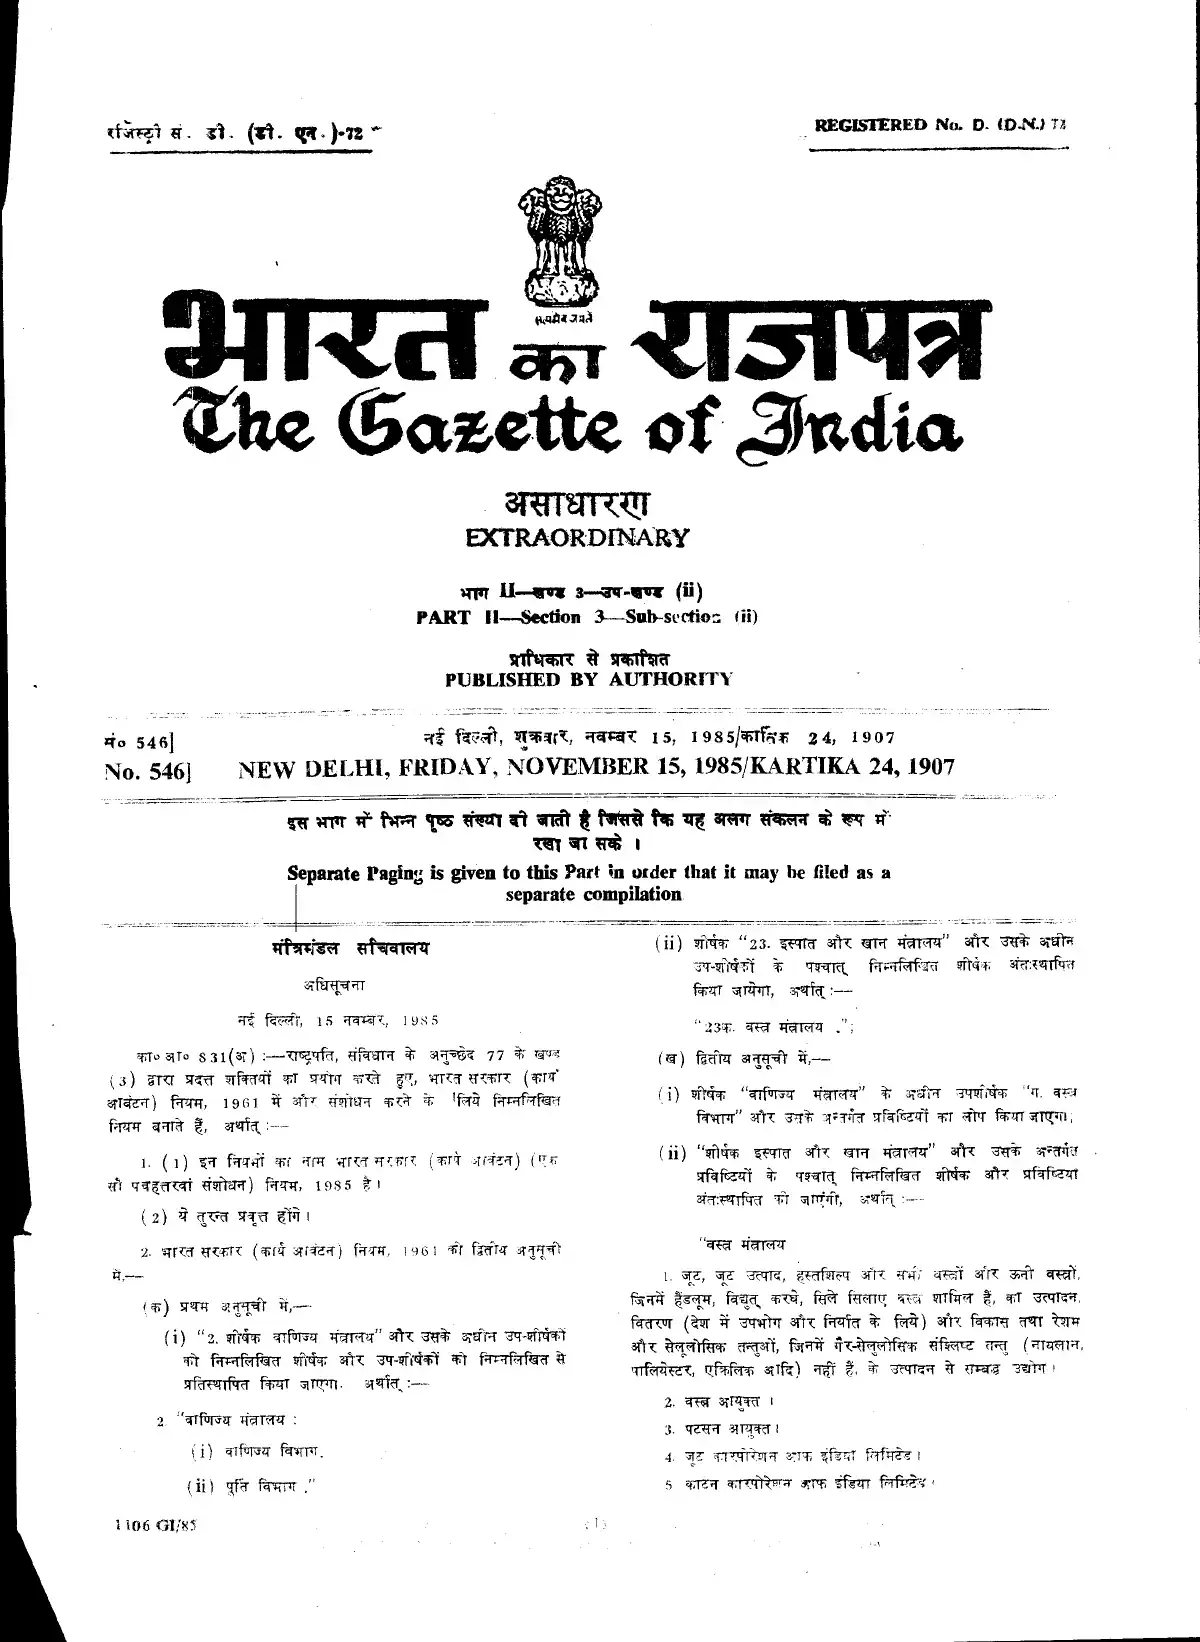 रजिस्ट्री सं. डी. (डी. एन.)-72
REGISTERED No. D. (D.N.) 72
सत्यमेव जयते
भारत का राजपत्र
The Gazette of India
असाधारण
EXTRAORDINARY
भाग II—खण्ड 3—उप-खण्ड (ii)
PART II—Section 3—Sub-section (ii)
प्राधिकार से प्रकाशित
PUBLISHED BY AUTHORITY
सं० 546] नई दिल्ली, शुक्रवार, नवम्बर 15, 1985/कार्तिक 24, 1907
No. 546] NEW DELHI, FRIDAY, NOVEMBER 15, 1985/KARTIKA 24, 1907
इस भाग में भिन्न पृष्ठ संख्या दी जाती है जिससे कि यह अलग संकलन के रूप में
रखा जा सके ।
Separate Paging is given to this Part in order that it may be filed as a
separate compilation
मंत्रिमंडल सचिवालय
अधिसूचना
नई दिल्ली, 15 नवम्बर, 1985
का० आ० 831(अ) :—राष्ट्रपति, संविधान के अनुच्छेद 77 के खण्ड
(3) द्वारा प्रदत्त शक्तियों का प्रयोग करते हुए, भारत सरकार (कार्य
आबंटन) नियम, 1961 में और संशोधन करने के लिये निम्नलिखित
नियम बनाते हैं, अर्थात् :—
1. (1) इन नियमों का नाम भारत सरकार (कार्य आवंटन) (एक
सौ पचहत्तरवां संशोधन) नियम, 1985 है ।
(2) ये तुरन्त प्रवृत्त होंगे ।
2. भारत सरकार (कार्य आवंटन) नियम, 1961 की द्वितीय अनुसूची
में,—
(क) प्रथम अनुसूची में,—
(i) "2. शीर्षक वाणिज्य मंत्रालय" और उसके अधीन उप-शीर्षकों
को निम्नलिखित शीर्षक और उप-शीर्षकों को निम्नलिखित से
प्रतिस्थापित किया जाएगा. अर्थात् :—
2. "वाणिज्य मंत्रालय :
(i) वाणिज्य विभाग.
(ii) पूर्ति विभाग ."
1106 GI/85
(ii) शीर्षक "23. इस्पात और खान मंत्रालय" और उसके अधीन
उप-शीर्षकों के पश्चात् निम्नलिखित शीर्षक अंतःस्थापित
किया जायेगा, अर्थात् :—
"23क. वस्त्र मंत्रालय .";
(ख) द्वितीय अनुसूची में,—
(i) शीर्षक "वाणिज्य मंत्रालय" के अधीन उपशीर्षक "ग. वस्त्र
विभाग" और उसके अन्तर्गत प्रविष्टियों का लोप किया जाएगा;
(ii) "शीर्षक इस्पात और खान मंत्रालय" और उसके अन्तर्गत
प्रविष्टियों के पश्चात् निम्नलिखित शीर्षक और प्रविष्टियां
अंतःस्थापित की जाएंगी, अर्थात् :—
"वस्त्र मंत्रालय
1. जूट, जूट उत्पाद, हस्तशिल्प और सभी वस्त्रों और ऊनी वस्त्रों,
जिनमें हैंडलूम, विद्युत् करघे, सिले सिलाए वस्त्र शामिल हैं, का उत्पादन,
वितरण (देश में उपभोग और निर्यात के लिये) और विकास तथा रेशम
और सेलूलोसिक तन्तुओं, जिनमें गैर-सेलुलोसिक संश्लिष्ट तन्तु (नायलान,
पालियेस्टर, एक्रिलिक आदि) नहीं हैं, के उत्पादन से सम्बद्ध उद्योग ।
2. वस्त्र आयुक्त ।
3. पटसन आयुक्त ।
4. जूट कारपोरेशन आफ इंडिया लिमिटेड ।
5 काटन कारपोरेशन आफ इंडिया लिमिटेड ।
(1)